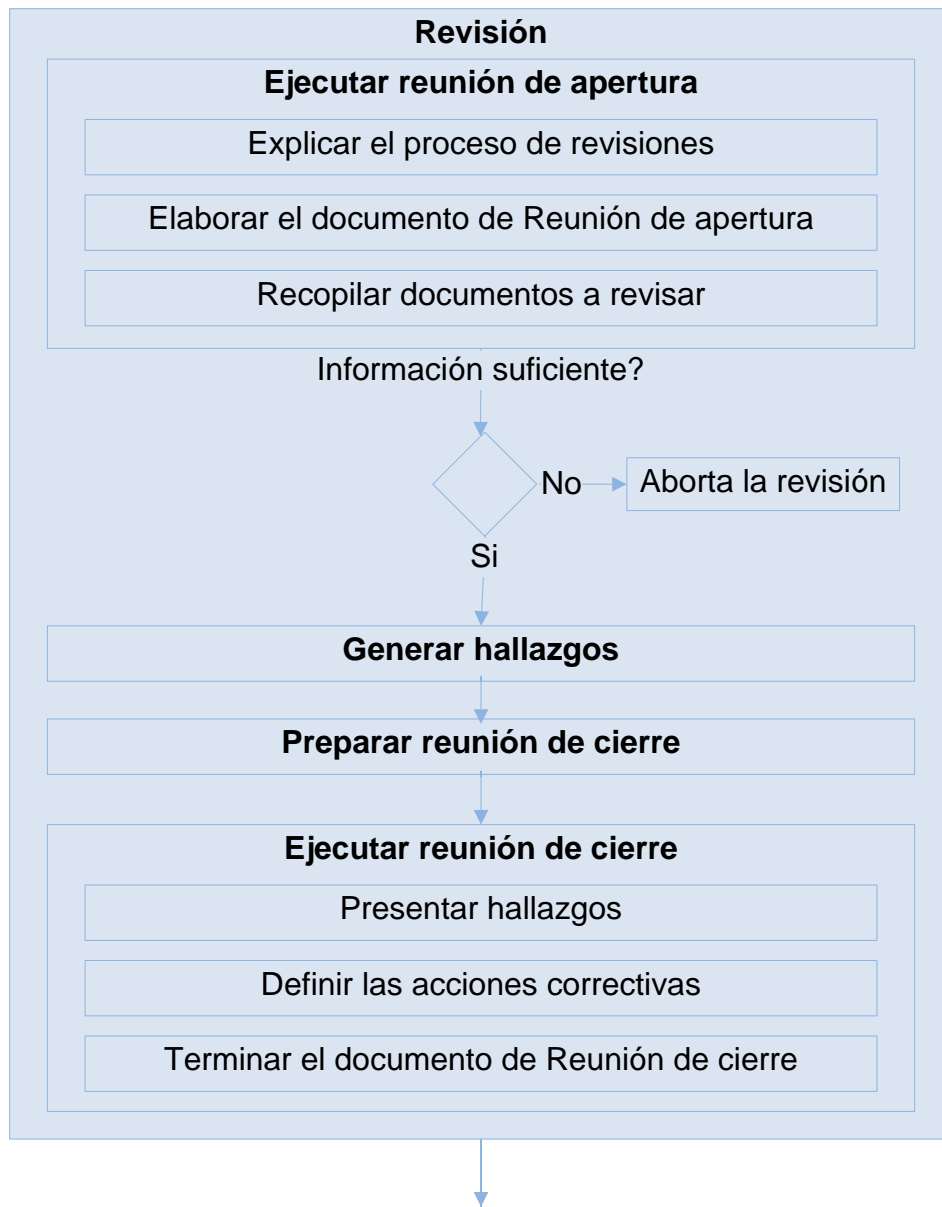 Revisión
Ejecutar reunión de apertura
Explicar el proceso de revisiones
Elaborar el documento de Reunión de apertura
Recopilar documentos a revisar
Información suficiente?
No
Aborta la revisión
Si
Generar hallazgos
Preparar reunión de cierre
Ejecutar reunión de cierre
Presentar hallazgos
Definir las acciones correctivas
Terminar el documento de Reunión de cierre